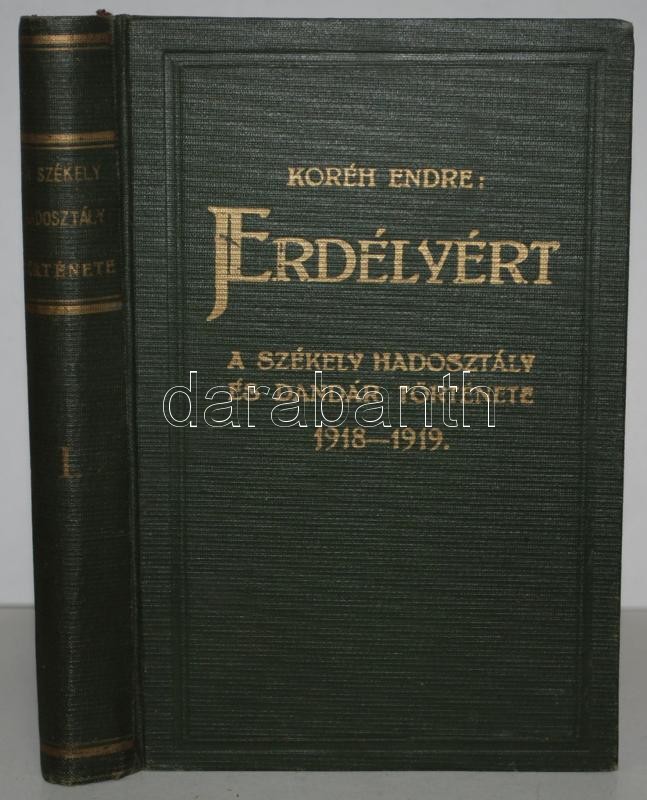 KORÉH ENDRE:
ERDÉLYÉRT
A SZÉKELY HADOSZTÁLY
ÉS DANDÁR TÖRTÉNETE
1918—1919.
SZÉKELY
HADOSZTÁLY
TÖRTÉNETE
I.
darabanth